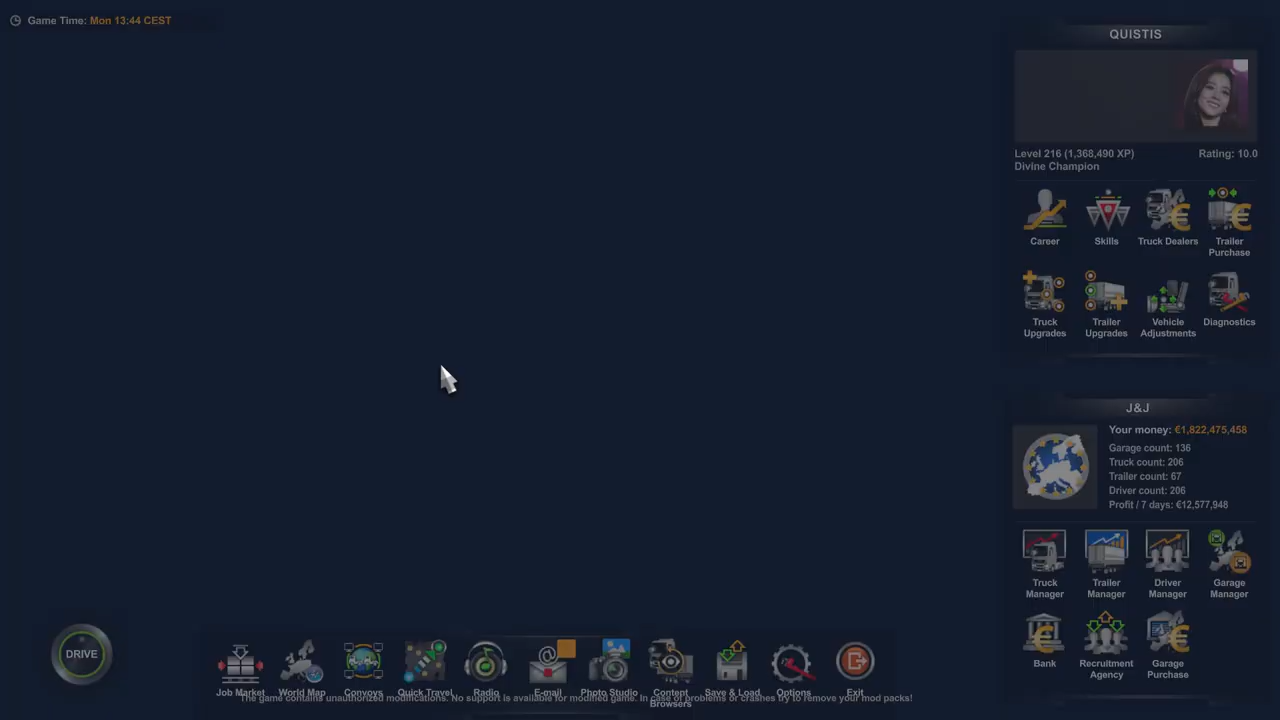 Game Time: Mon 13:44 CEST
QUISTIS
Level 216 (1,368,490 XP)
Rating: 10.0
Divine Champion
Career
Skills
Truck Dealers
Trailer
Purchase
Truck
Upgrades
Trailer
Upgrades
Vehicle
Adjustments
Diagnostics
J&J
Your money: €1,822,475,458
Garage count: 136
Truck count: 206
Trailer count: 67
Driver count: 206
Profit / 7 days: €12,577,948
Truck
Manager
Trailer
Manager
Driver
Manager
Garage
Manager
Bank
Recruitment
Agency
Garage
Purchase
DRIVE
Job Market
World Map
Convoys
Quick Travel
Radio
E-mail
Photo Studio
Content
Browsers
Save & Load
Options
Exit
The game contains unauthorized modifications. No support is available for modified game. In case of problems or crashes try to remove your mod packs!